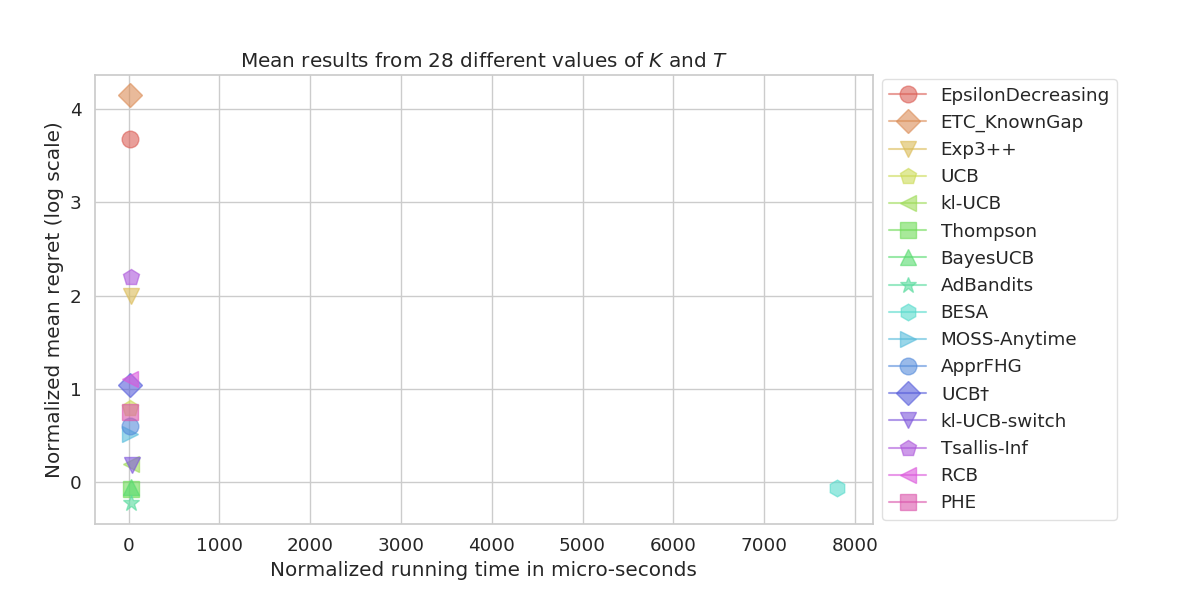 Mean results from 28 different values of K and T
Normalized mean regret (log scale)
4
3
2
1
0
0 1000 2000 3000 4000 5000 6000 7000 8000
Normalized running time in micro-seconds
EpsilonDecreasing
ETC_KnownGap
Exp3++
UCB
kl-UCB
Thompson
BayesUCB
AdBandits
BESA
MOSS-Anytime
ApprFHG
UCB†
kl-UCB-switch
Tsallis-Inf
RCB
PHE